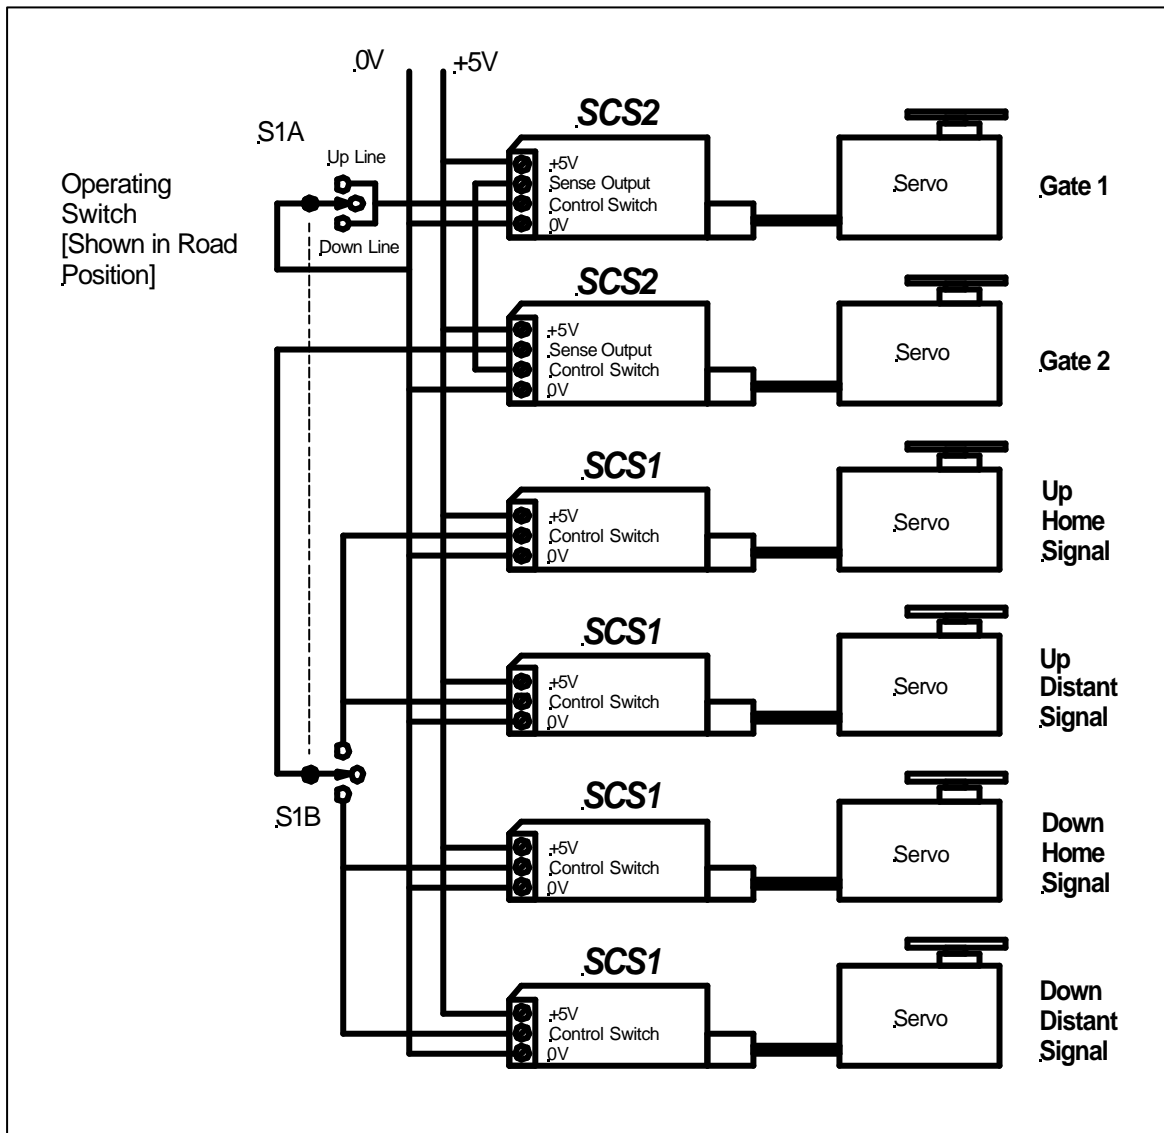 0V
+5V
S1A
Up Line
Down Line
Operating
Switch
[Shown in Road
Position]
SCS2
+5V
Sense Output
Control Switch
0V
Servo
Gate 1
SCS2
+5V
Sense Output
Control Switch
0V
Servo
Gate 2
SCS1
+5V
Control Switch
0V
Servo
Up
Home
Signal
SCS1
+5V
Control Switch
0V
Servo
Up
Distant
Signal
S1B
SCS1
+5V
Control Switch
0V
Servo
Down
Home
Signal
SCS1
+5V
Control Switch
0V
Servo
Down
Distant
Signal